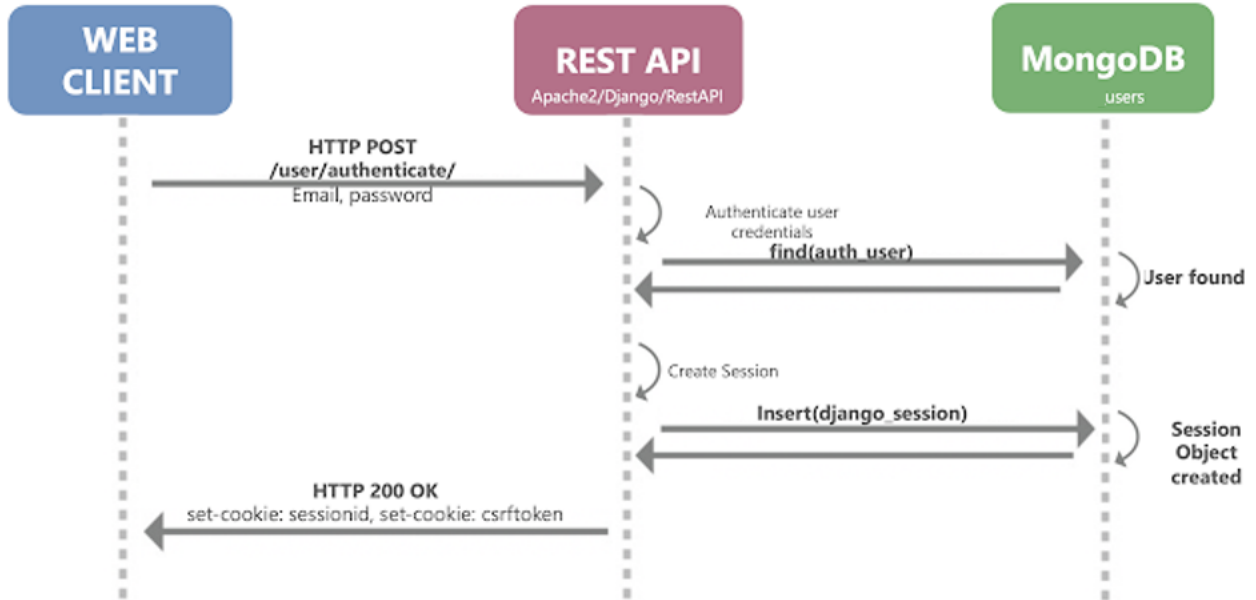 WEB
CLIENT
REST API
Apache2/Django/RestAPI
MongoDB
users
HTTP POST
/user/authenticate/
Email, password
Authenticate user
credentials
find(auth_user)
User found
Create Session
Insert(django_session)
Session
Object
created
HTTP 200 OK
set-cookie: sessionid, set-cookie: csrftoken